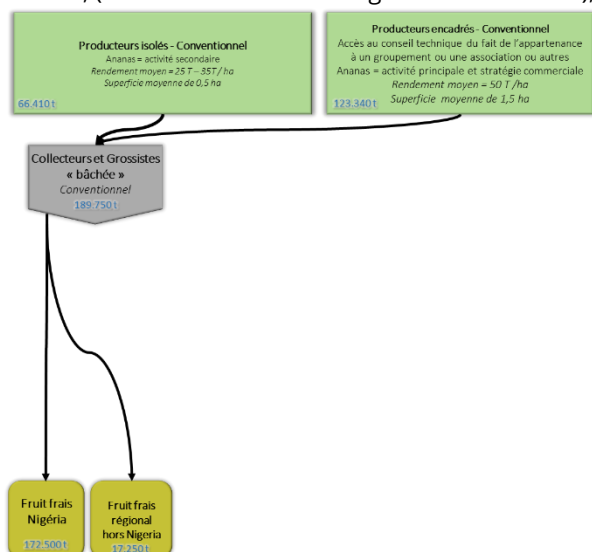 Producteurs isolés - Conventionnel
Ananas = activité secondaire
Rendement moyen = 25 T – 35T / ha
Superficie moyenne de 0,5 ha
66.410 t
Producteurs encadrés - Conventionnel
Accès au conseil technique du fait de l'appartenance
à un groupement ou une association ou autres
Ananas = activité principale et stratégie commerciale
Rendement moyen = 50 T /ha
Superficie moyenne de 1,5 ha
123.340 t
Collecteurs et Grossistes
« bâchée »
Conventionnel
189.750 t
Fruit frais
Nigéria
172.500 t
Fruit frais
régional
hors Nigeria
17.250 t